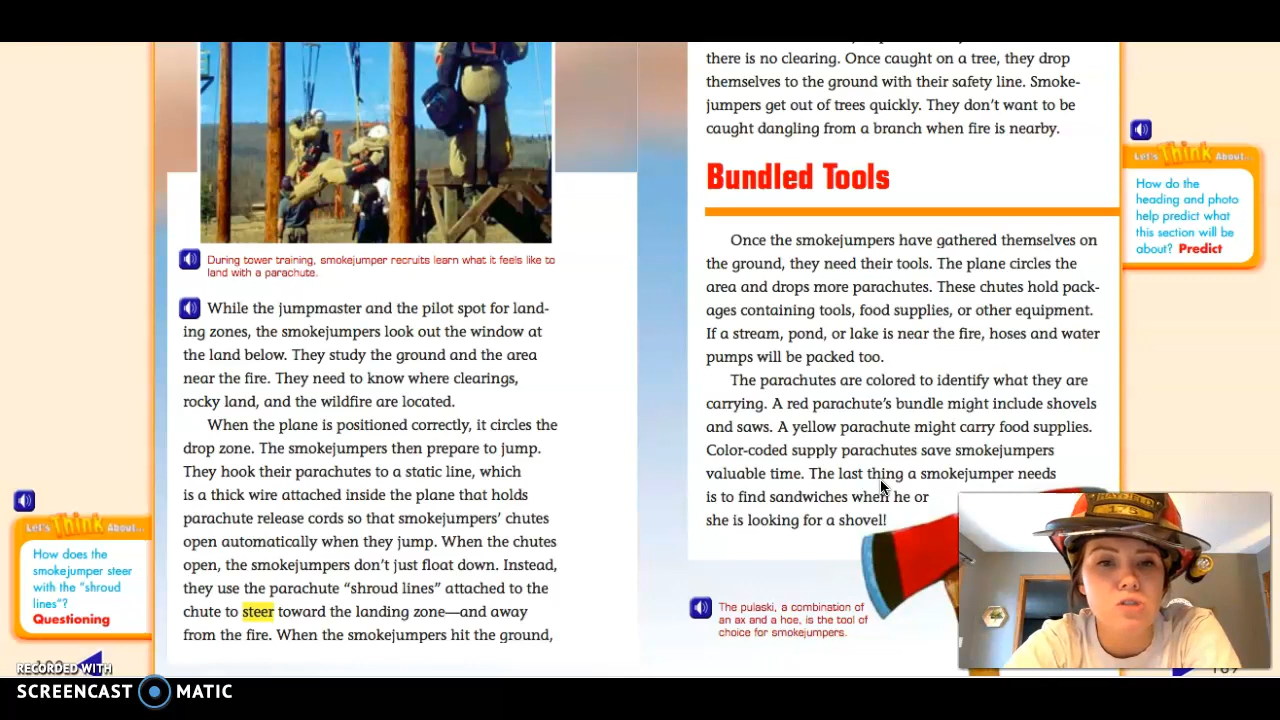 During tower training, smokejumper recruits learn what it feels like to
land with a parachute.
While the jumpmaster and the pilot spot for land-
ing zones, the smokejumpers look out the window at
the land below. They study the ground and the area
near the fire. They need to know where clearings,
rocky land, and the wildfire are located.
When the plane is positioned correctly, it circles the
drop zone. The smokejumpers then prepare to jump.
They hook their parachutes to a static line, which
is a thick wire attached inside the plane that holds
parachute release cords so that smokejumpers’ chutes
open automatically when they jump. When the chutes
open, the smokejumpers don’t just float down. Instead,
they use the parachute “shroud lines” attached to the
chute to steer toward the landing zone—and away
from the fire. When the smokejumpers hit the ground,
Let's Think About...
How does the
smokejumper steer
with the “shroud
lines”?
Questioning
there is no clearing. Once caught on a tree, they drop
themselves to the ground with their safety line. Smoke-
jumpers get out of trees quickly. They don’t want to be
caught dangling from a branch when fire is nearby.
Bundled Tools
Once the smokejumpers have gathered themselves on
the ground, they need their tools. The plane circles the
area and drops more parachutes. These chutes hold pack-
ages containing tools, food supplies, or other equipment.
If a stream, pond, or lake is near the fire, hoses and water
pumps will be packed too.
The parachutes are colored to identify what they are
carrying. A red parachute’s bundle might include shovels
and saws. A yellow parachute might carry food supplies.
Color-coded supply parachutes save smokejumpers
valuable time. The last thing a smokejumper needs
is to find sandwiches when he or
she is looking for a shovel!
The pulaski, a combination of
an ax and a hoe, is the tool of
choice for smokejumpers.
Let's Think About...
How do the
heading and photo
help predict what
this section will be
about? Predict
RECORDED WITH
SCREENCAST MATIC